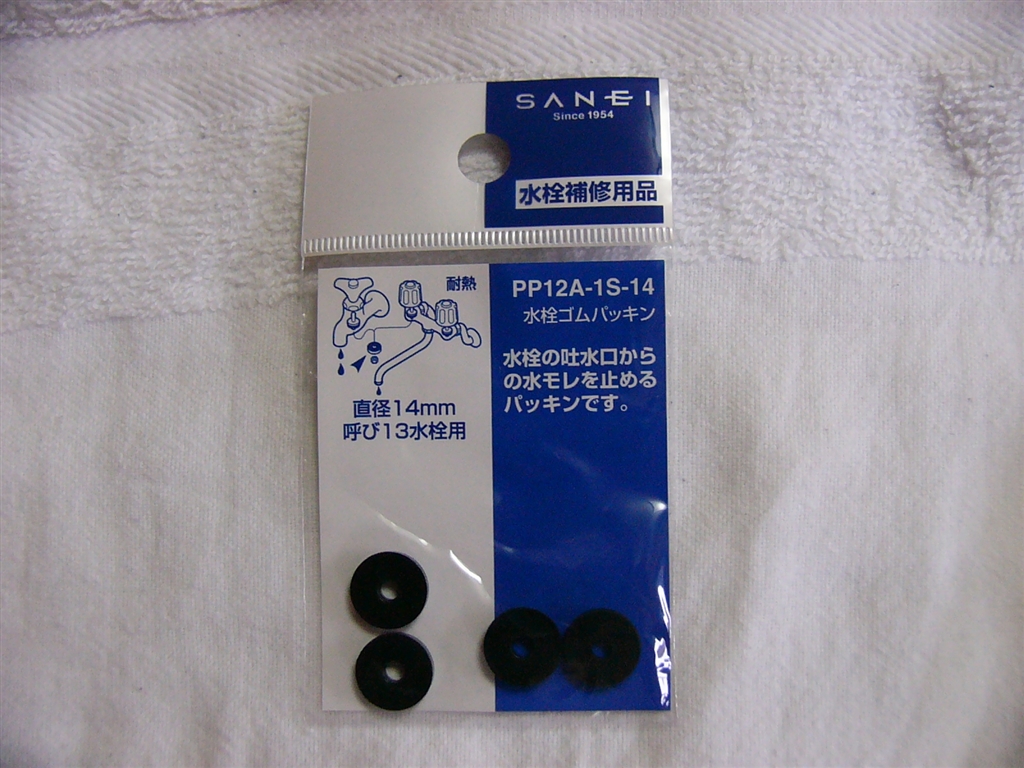 SANEI
Since 1954
水栓補修用品
耐熱
PP12A-1S-14
水栓ゴムパッキン
水栓の吐水口から
の水モレを止める
パッキンです。
直径14mm
呼び13水栓用